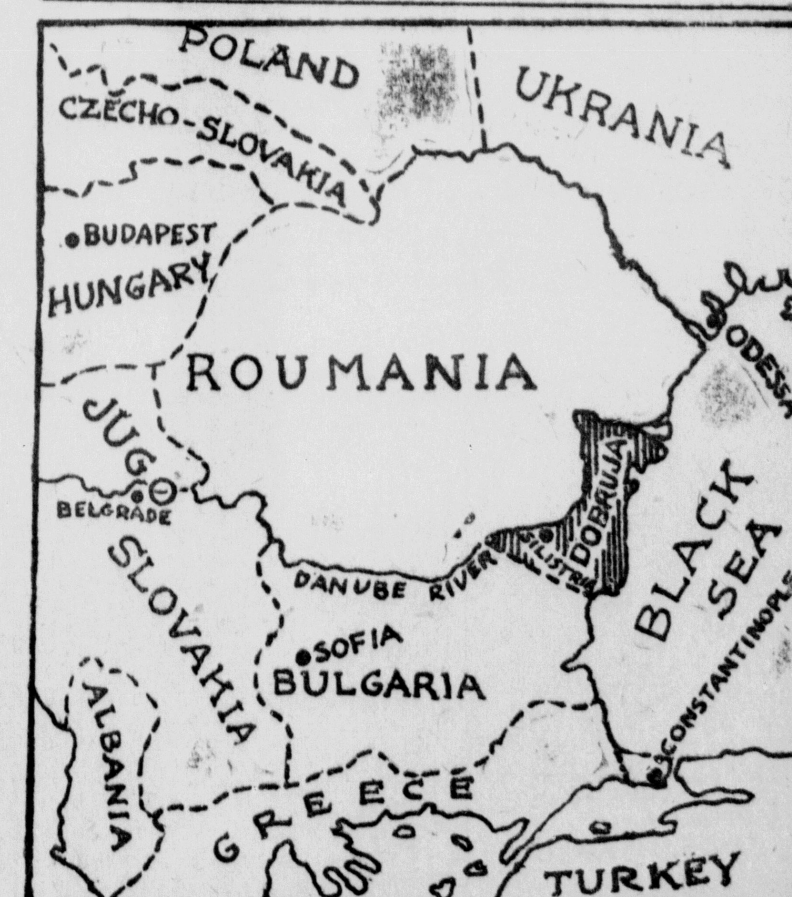 POLAND
UKRANIA
CZECHO-SLOVAKIA
BUDAPEST
HUNGARY
ODESSA
ROUMANIA
JUGO
BELGRADE
SLOVAKIA
DOBRUJA
SILISTRIA
DANUBE RIVER
BLACK
SEA
SOFIA
BULGARIA
CONSTANTINOPLE
ALBANIA
GREECE
TURKEY